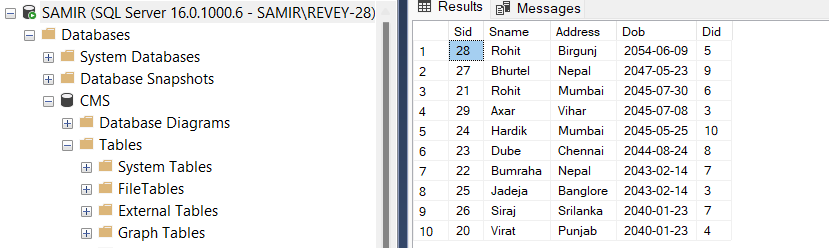 SAMIR (SQL Server 16.0.1000.6 - SAMIR\REVEY-28)
Databases
System Databases
Database Snapshots
CMS
Database Diagrams
Tables
System Tables
FileTables
External Tables
Graph Tables
Results Messages
Sid Sname Address Dob Did
1 28 Rohit Birgunj 2054-06-09 5
2 27 Bhurtel Nepal 2047-05-23 9
3 21 Rohit Mumbai 2045-07-30 6
4 29 Axar Vihar 2045-07-08 3
5 24 Hardik Mumbai 2045-05-25 10
6 23 Dube Chennai 2044-08-24 8
7 22 Bumraha Nepal 2043-02-14 7
8 25 Jadeja Banglore 2043-02-14 3
9 26 Siraj Srilanka 2040-01-23 7
10 20 Virat Punjab 2040-01-23 4